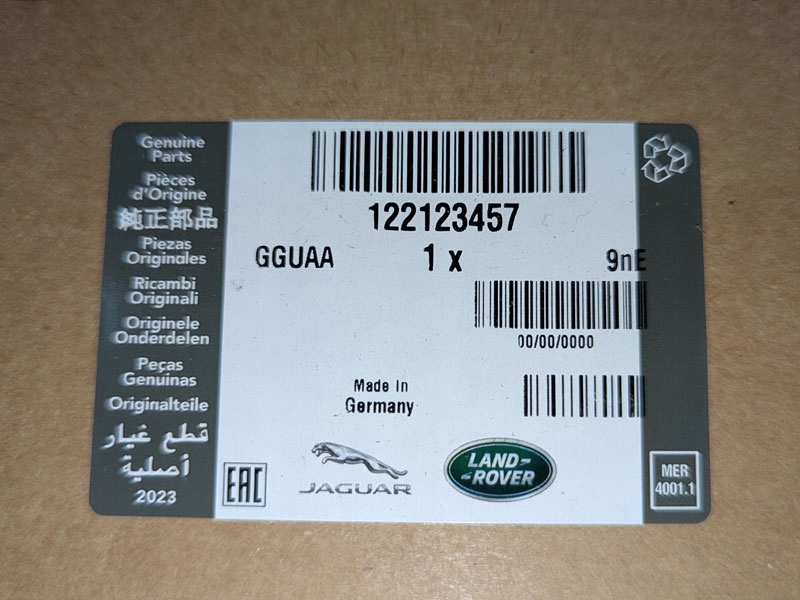 Genuine
Parts
Pièces
d'Origine
純正部品
Piezas
Originales
Ricambi
Originali
Originele
Onderdelen
Peças
Genuinas
Originalteile
قطع غيار
أصلية
2023
122123457
GGUAA 1 x 9nE
00/00/0000
Made In
Germany
EAC
JAGUAR
LAND-
-ROVER
MER
4001.1